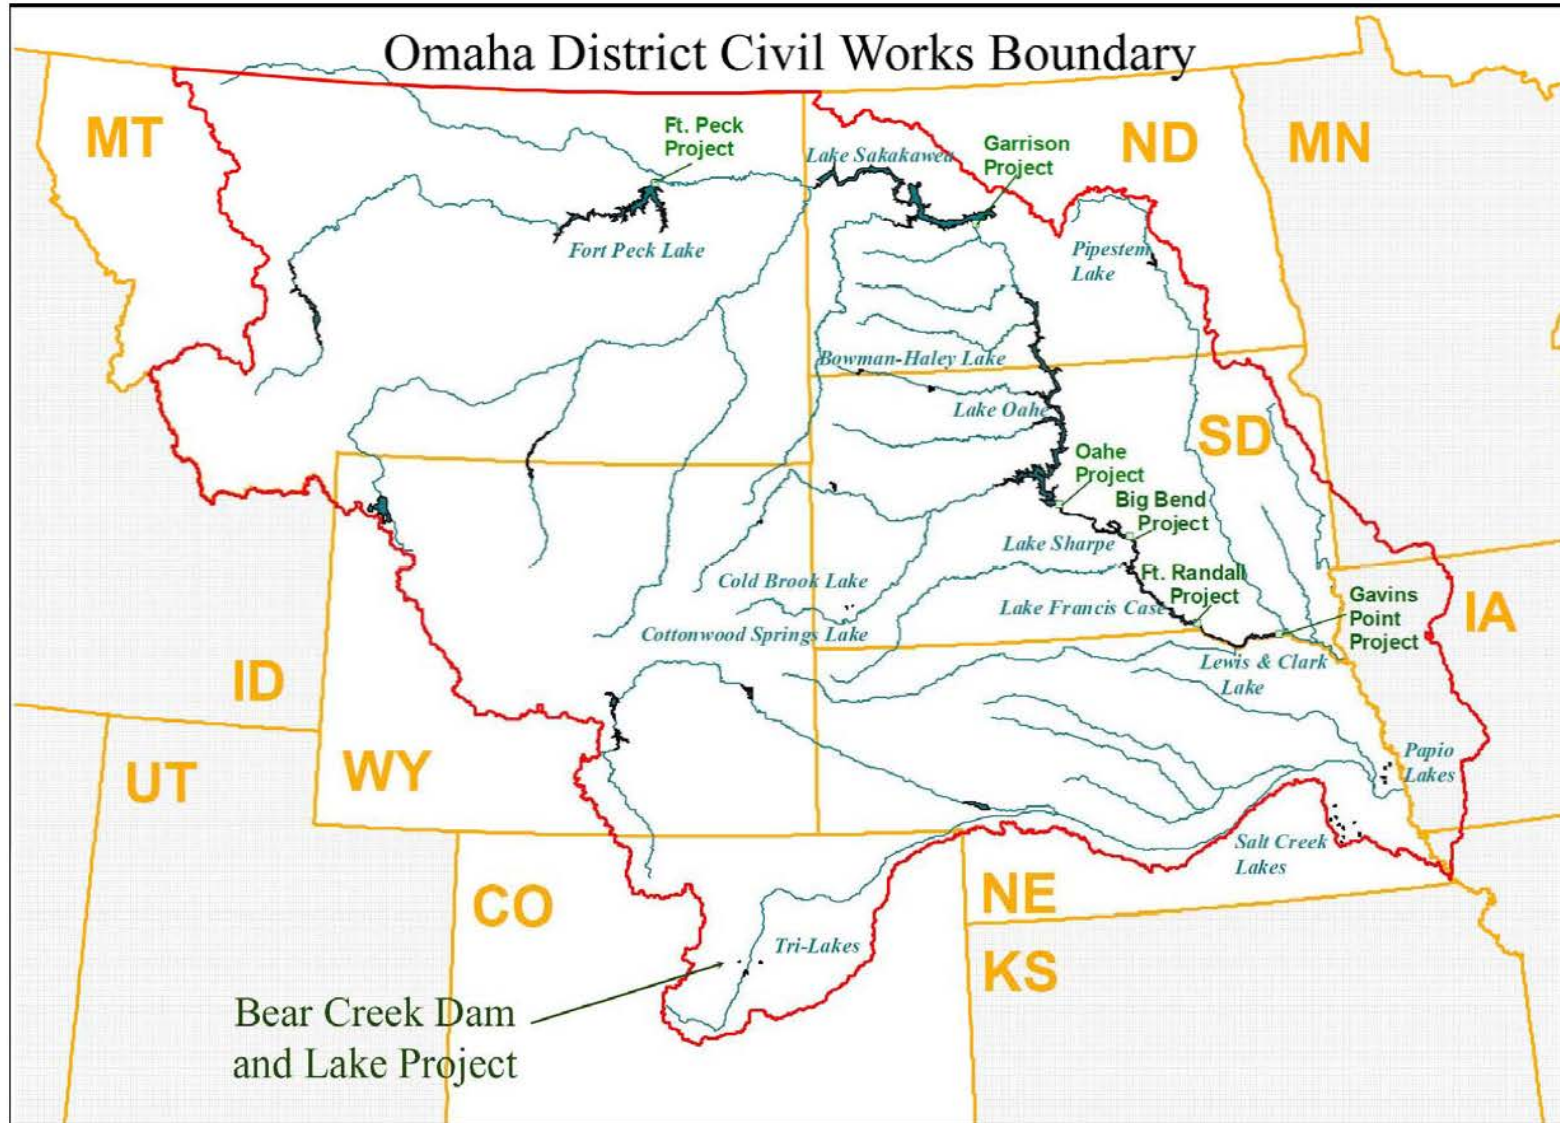 Omaha District Civil Works Boundary
MT
Ft. Peck
Project
Lake Sakakawea
Garrison
Project
ND
MN
Fort Peck Lake
Pipestem
Lake
Bowman-Haley Lake
Lake Oahe
SD
Oahe
Project
Big Bend
Project
Lake Sharpe
Cold Brook Lake
Ft. Randall
Project
Lake Francis Case
Gavins
Point
Project
IA
Cottonwood Springs Lake
Lewis & Clark
Lake
ID
WY
UT
Papio
Lakes
Salt Creek
Lakes
CO
NE
Tri-Lakes
KS
Bear Creek Dam
and Lake Project